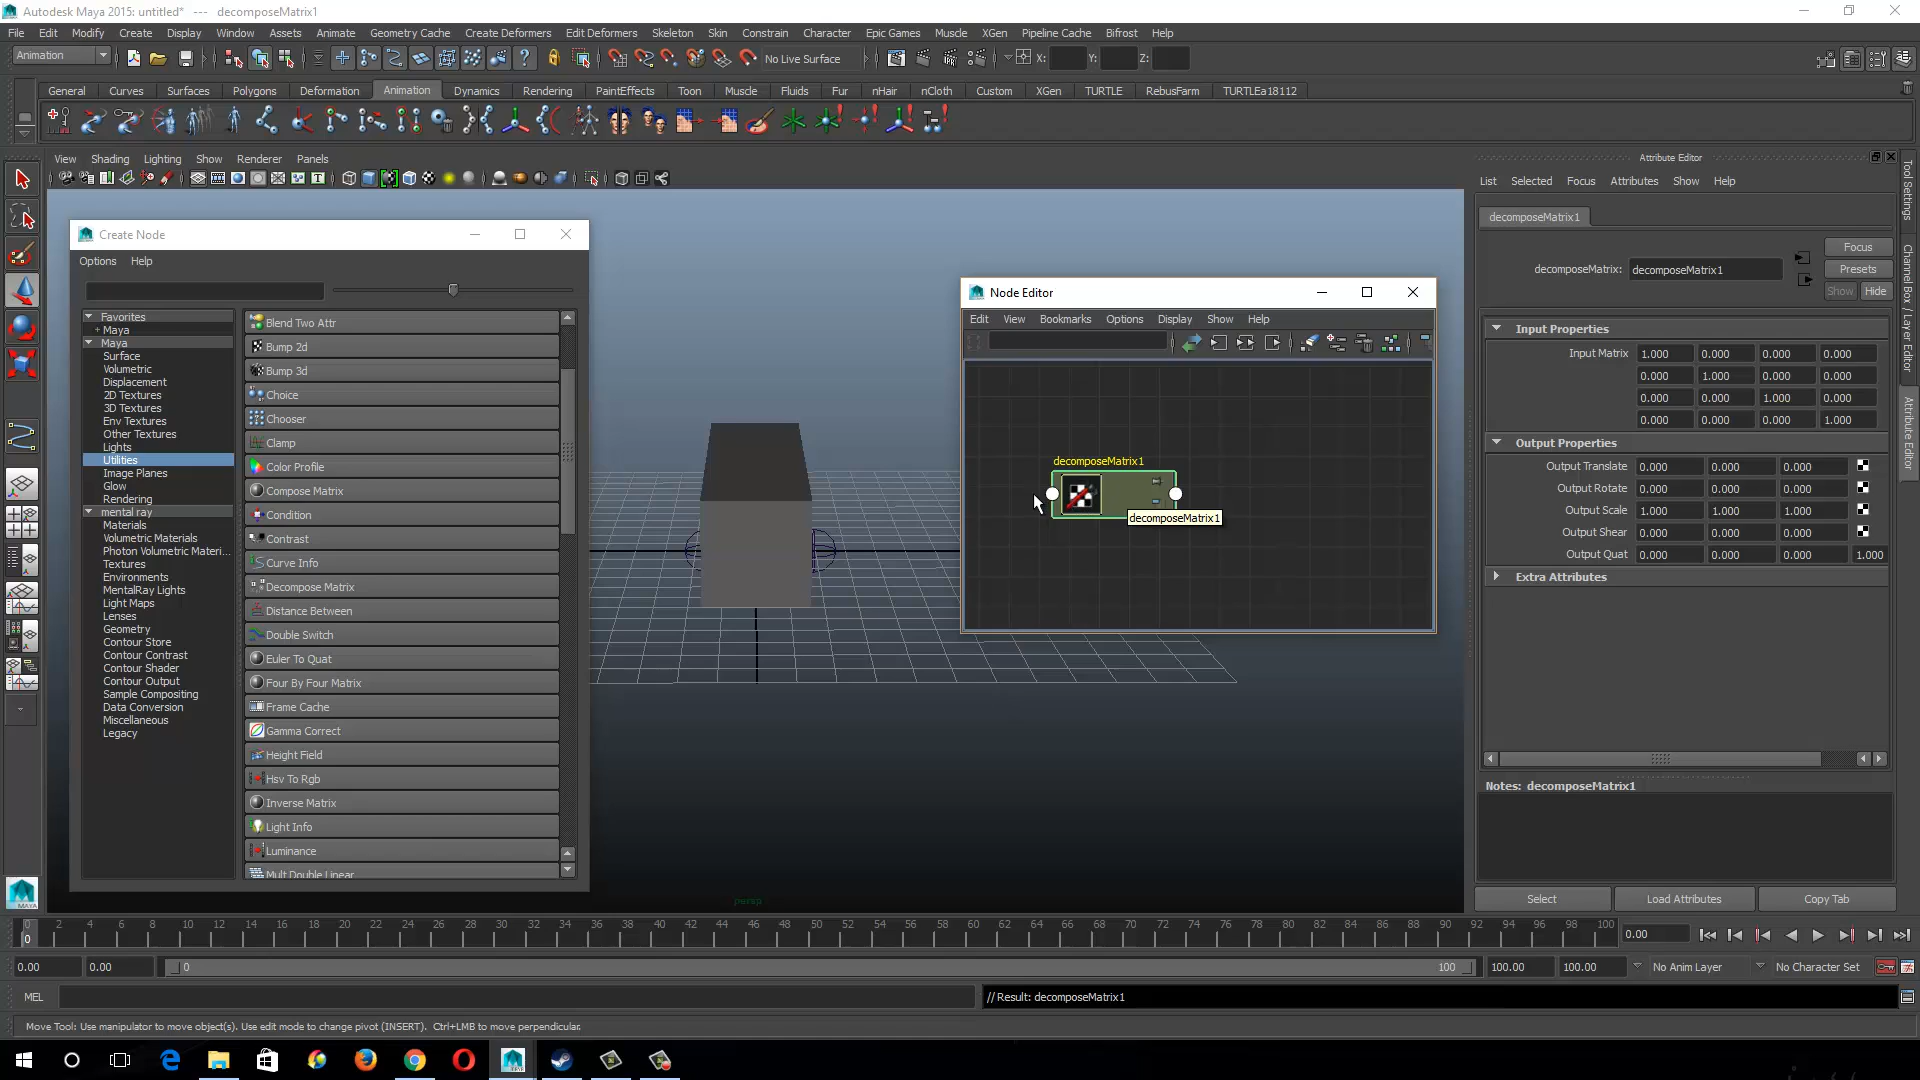 Autodesk Maya 2015: untitled* --- decomposeMatrix1
File Edit Modify Create Display Window Assets Animate Geometry Cache Create Deformers Edit Deformers Skeleton Skin Constrain Character Epic Games Muscle XGen Pipeline Cache Bifrost Help
Animation No Live Surface X: Y: Z:
General Curves Surfaces Polygons Deformation Animation Dynamics Rendering PaintEffects Toon Muscle Fluids Fur nHair nCloth Custom XGen TURTLE RebusFarm TURTLEa18112
View Shading Lighting Show Renderer Panels
Create Node
Options Help
Favorites
+ Maya
Maya
Surface
Volumetric
Displacement
2D Textures
3D Textures
Env Textures
Other Textures
Lights
Utilities
Image Planes
Glow
Rendering
mental ray
Materials
Volumetric Materials
Photon Volumetric Materi...
Textures
Environments
MentalRay Lights
Light Maps
Lenses
Geometry
Contour Store
Contour Contrast
Contour Shader
Contour Output
Sample Compositing
Data Conversion
Miscellaneous
Legacy
Blend Two Attr
Bump 2d
Bump 3d
Choice
Chooser
Clamp
Color Profile
Compose Matrix
Condition
Contrast
Curve Info
Decompose Matrix
Distance Between
Double Switch
Euler To Quat
Four By Four Matrix
Frame Cache
Gamma Correct
Height Field
Hsv To Rgb
Inverse Matrix
Light Info
Luminance
Mult Double Linear
persp
Node Editor
Edit View Bookmarks Options Display Show Help
decomposeMatrix1
decomposeMatrix1
Attribute Editor
List Selected Focus Attributes Show Help
decomposeMatrix1
Focus
decomposeMatrix: decomposeMatrix1
Presets
Show Hide
Input Properties
Input Matrix 1.000 0.000 0.000 0.000
0.000 1.000 0.000 0.000
0.000 0.000 1.000 0.000
0.000 0.000 0.000 1.000
Output Properties
Output Translate 0.000 0.000 0.000
Output Rotate 0.000 0.000 0.000
Output Scale 1.000 1.000 1.000
Output Shear 0.000 0.000 0.000
Output Quat 0.000 0.000 0.000 1.000
Extra Attributes
Notes: decomposeMatrix1
Select Load Attributes Copy Tab
Tool Settings
Channel Box / Layer Editor
Attribute Editor
MAYA
0 2 4 6 8 10 12 14 16 18 20 22 24 26 28 30 32 34 36 38 40 42 44 46 48 50 52 54 56 58 60 62 64 66 68 70 72 74 76 78 80 82 84 86 88 90 92 94 96 98 100
0
0.00
0.00 0.00 0 100 100.00 100.00 No Anim Layer No Character Set
MEL // Result: decomposeMatrix1
Move Tool: Use manipulator to move object(s). Use edit mode to change pivot (INSERT). Ctrl+LMB to move perpendicular.